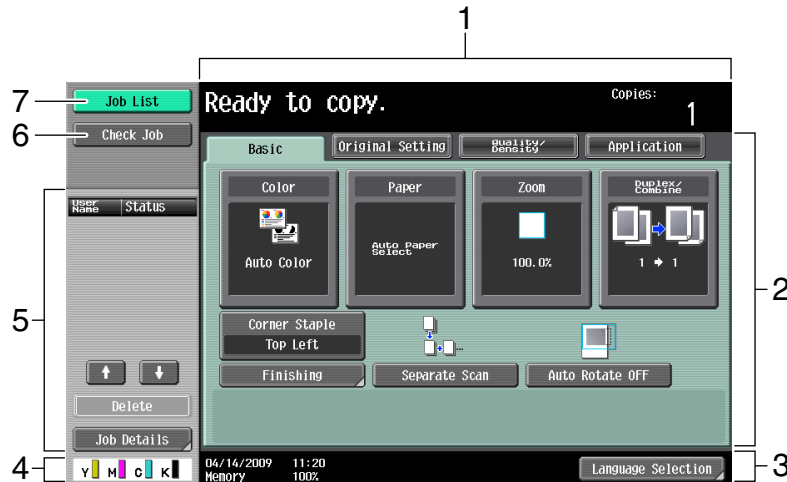 1
7
Job List
Ready to copy.
Copies:
1
6
Check Job
Basic
Original Setting
Quality/
Density
Application
Color
Paper
Zoom
Duplex/
Combine
User
Name
Status
Auto Color
Auto Paper
Select
100.0%
1 → 1
2
5
Corner Staple
Top Left
Finishing
Separate Scan
Auto Rotate OFF
Delete
Job Details
4
Y M C K
04/14/2009 11:20
Memory 100%
Language Selection
3